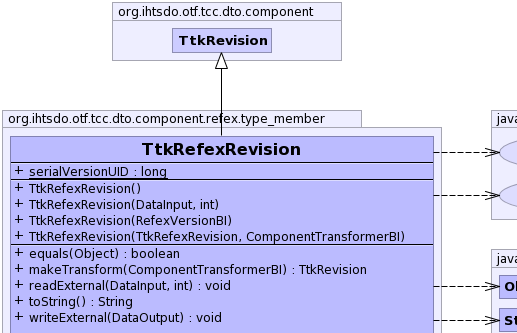 org.ihtsdo.otf.tcc.dto.component
TtkRevision
org.ihtsdo.otf.tcc.dto.component.refex.type_member
java
TtkRefexRevision
+ serialVersionUID : long
+ TtkRefexRevision()
+ TtkRefexRevision(DataInput, int)
+ TtkRefexRevision(RefexVersionBI)
+ TtkRefexRevision(TtkRefexRevision, ComponentTransformerBI)
+ equals(Object) : boolean
+ makeTransform(ComponentTransformerBI) : TtkRevision
+ readExternal(DataInput, int) : void
+ toString() : String
+ writeExternal(DataOutput) : void
java